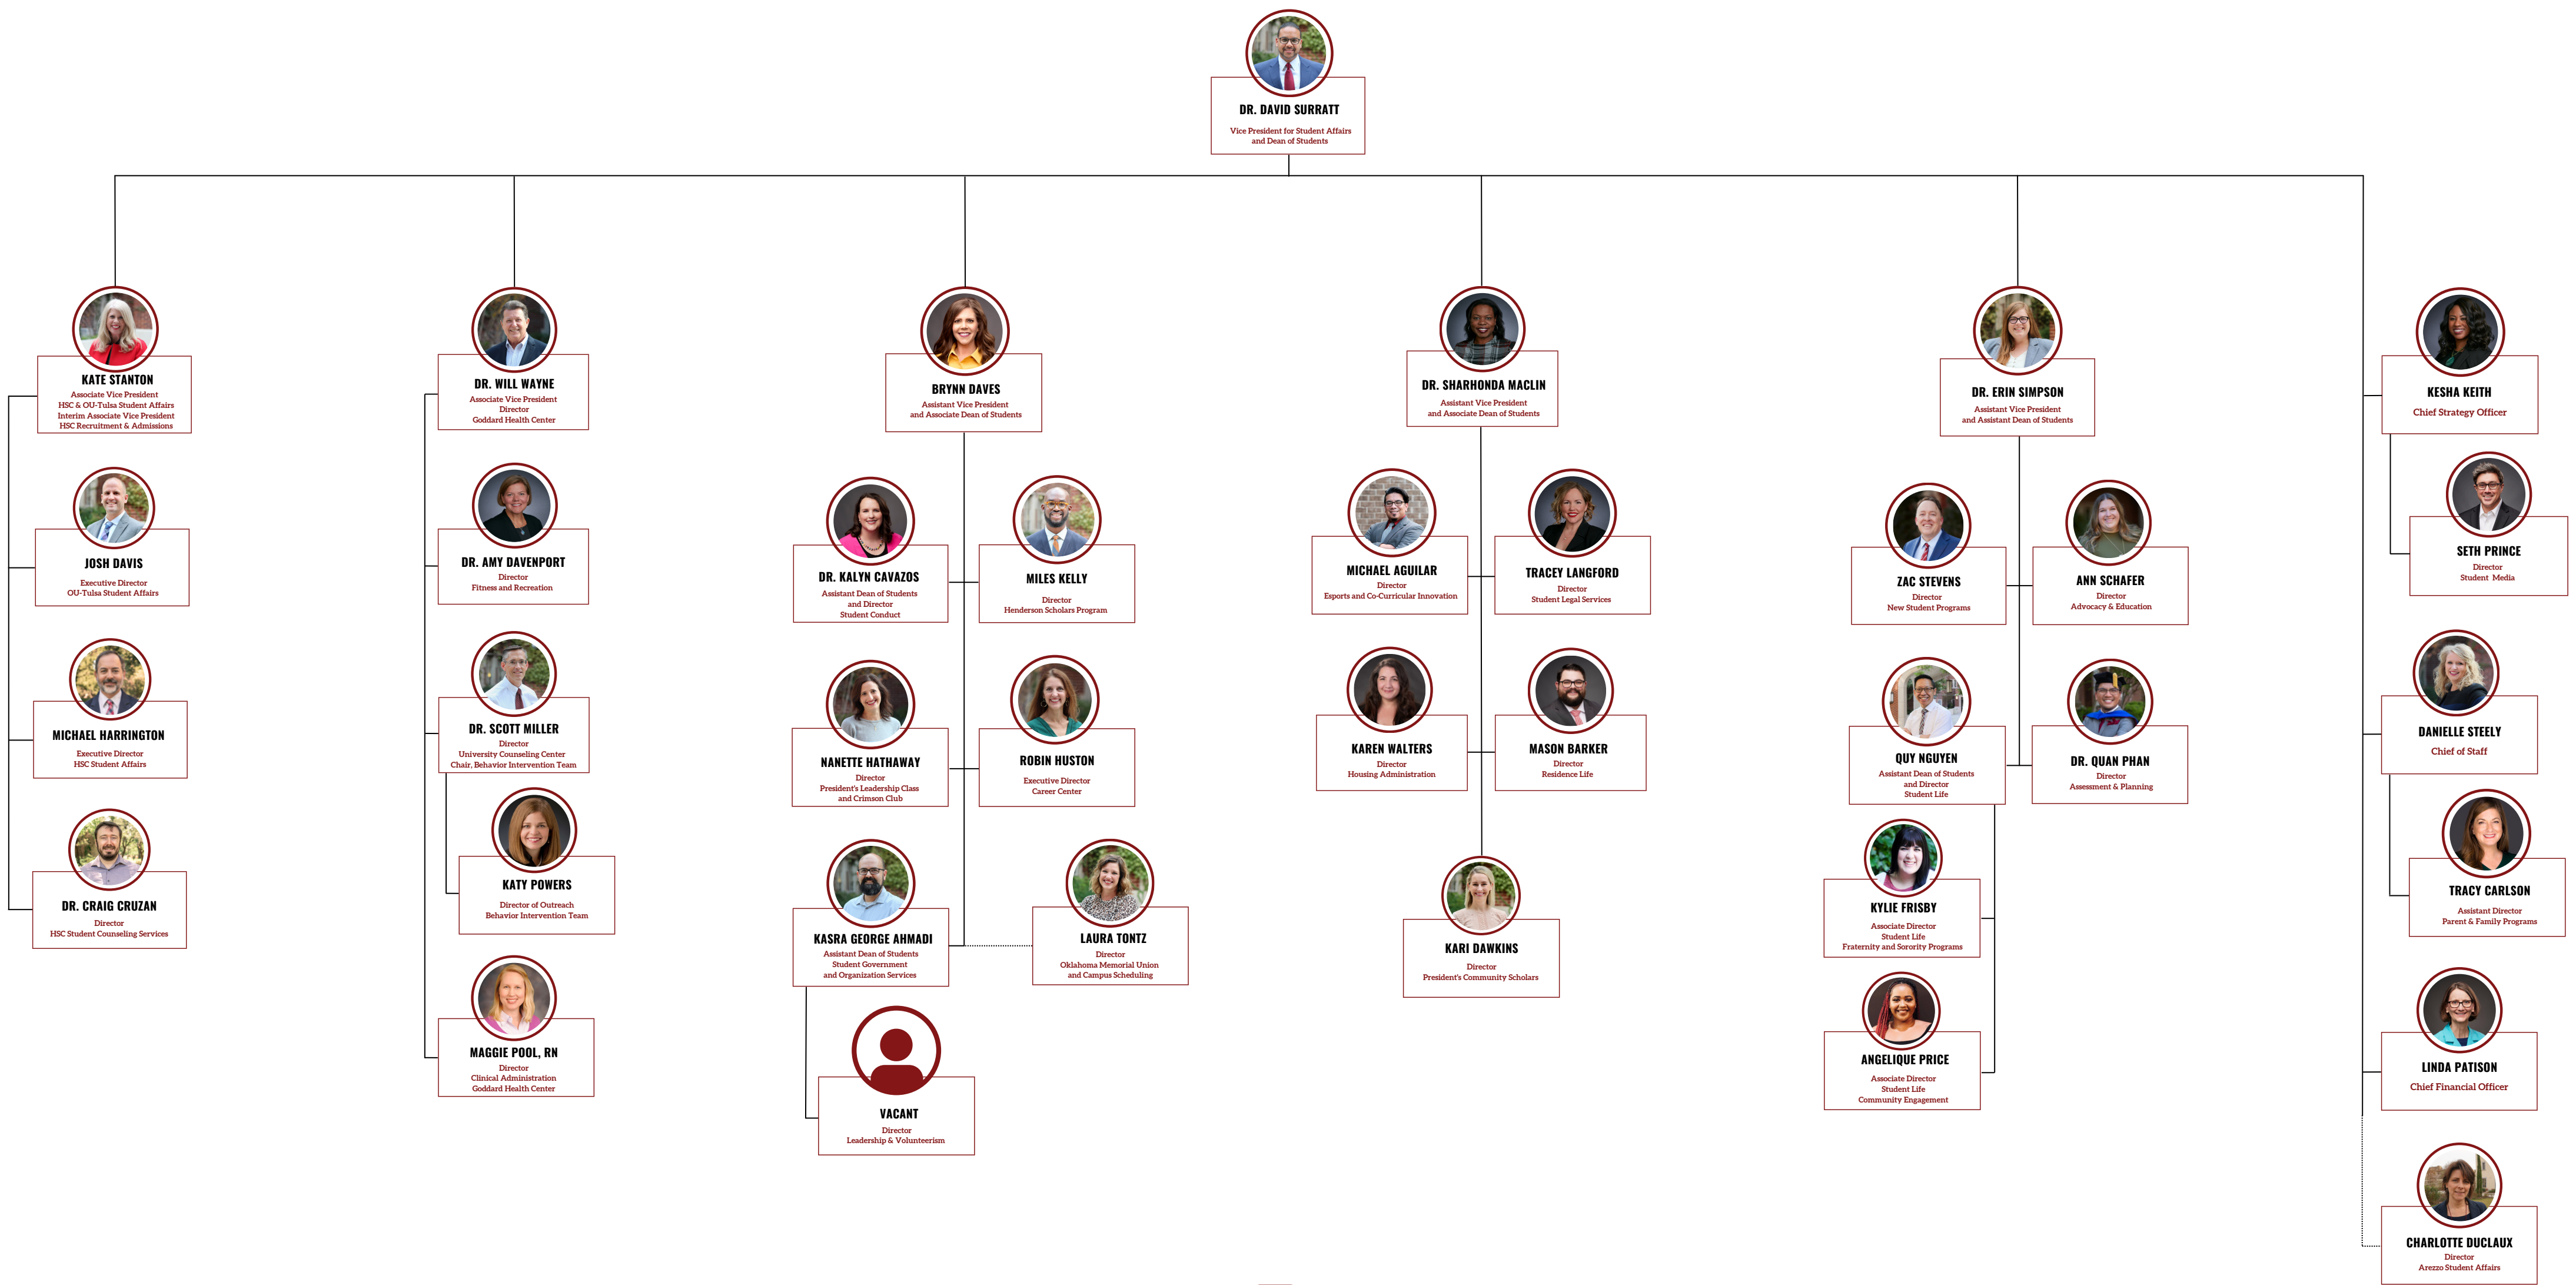 DR. DAVID SURRATT
Vice President for Student Affairs
and Dean of Students
KATE STANTON
Associate Vice President
HSC & OU-Tulsa Student Affairs
Interim Associate Vice President
HSC Recruitment & Admissions
JOSH DAVIS
Executive Director
OU-Tulsa Student Affairs
MICHAEL HARRINGTON
Executive Director
HSC Student Affairs
DR. CRAIG CRUZAN
Director
HSC Student Counseling Services
DR. WILL WAYNE
Associate Vice President
Director
Goddard Health Center
DR. AMY DAVENPORT
Director
Fitness and Recreation
DR. SCOTT MILLER
Director
University Counseling Center
Chair, Behavior Intervention Team
KATY POWERS
Director of Outreach
Behavior Intervention Team
MAGGIE POOL, RN
Director
Clinical Administration
Goddard Health Center
BRYNN DAVES
Assistant Vice President
and Associate Dean of Students
DR. KALYN CAVAZOS
Assistant Dean of Students
and Director
Student Conduct
MILES KELLY
Director
Henderson Scholars Program
NANETTE HATHAWAY
Director
President's Leadership Class
and Crimson Club
ROBIN HUSTON
Executive Director
Career Center
KASRA GEORGE AHMADI
Assistant Dean of Students
Student Government
and Organization Services
LAURA TONTZ
Director
Oklahoma Memorial Union
and Campus Scheduling
VACANT
Director
Leadership & Volunteerism
DR. SHARHONDA MACLIN
Assistant Vice President
and Associate Dean of Students
MICHAEL AGUILAR
Director
Esports and Co-Curricular Innovation
TRACEY LANGFORD
Director
Student Legal Services
KAREN WALTERS
Director
Housing Administration
MASON BARKER
Director
Residence Life
KARI DAWKINS
Director
President's Community Scholars
DR. ERIN SIMPSON
Assistant Vice President
and Assistant Dean of Students
ZAC STEVENS
Director
New Student Programs
ANN SCHAFER
Director
Advocacy & Education
QUY NGUYEN
Assistant Dean of Students
and Director
Student Life
DR. QUAN PHAN
Director
Assessment & Planning
KYLIE FRISBY
Associate Director
Student Life
Fraternity and Sorority Programs
ANGELIQUE PRICE
Associate Director
Student Life
Community Engagement
KESHA KEITH
Chief Strategy Officer
SETH PRINCE
Director
Student Media
DANIELLE STEELY
Chief of Staff
TRACY CARLSON
Assistant Director
Parent & Family Programs
LINDA PATISON
Chief Financial Officer
CHARLOTTE DUCLAUX
Director
Arezzo Student Affairs